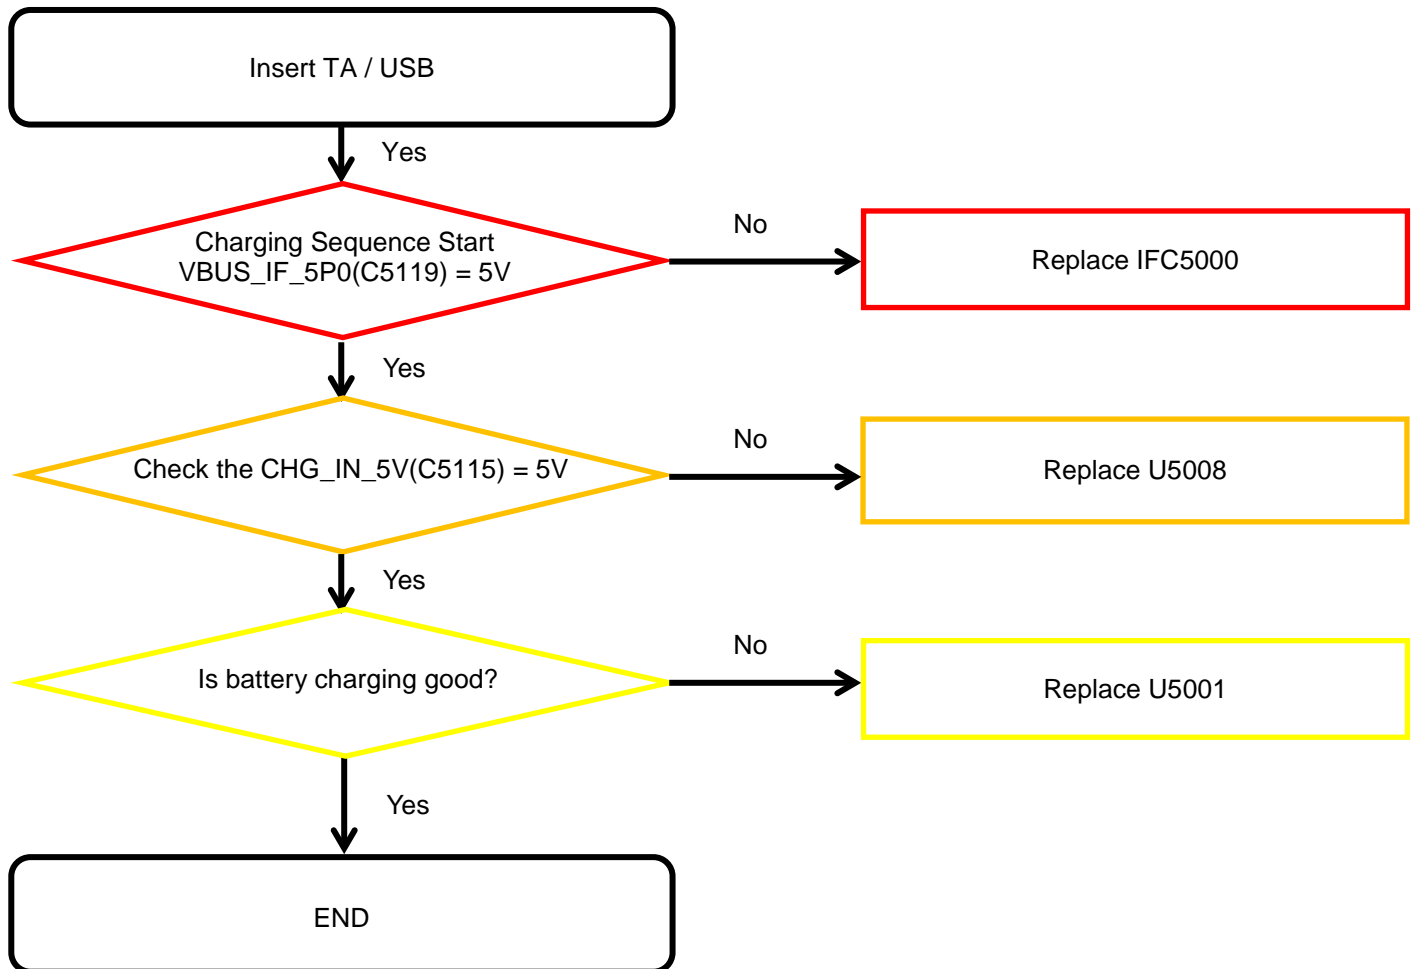 Insert TA / USB
Yes
Charging Sequence Start
VBUS_IF_5P0(C5119) = 5V
No
Replace IFC5000
Yes
Check the CHG_IN_5V(C5115) = 5V
No
Replace U5008
Yes
Is battery charging good?
No
Replace U5001
Yes
END